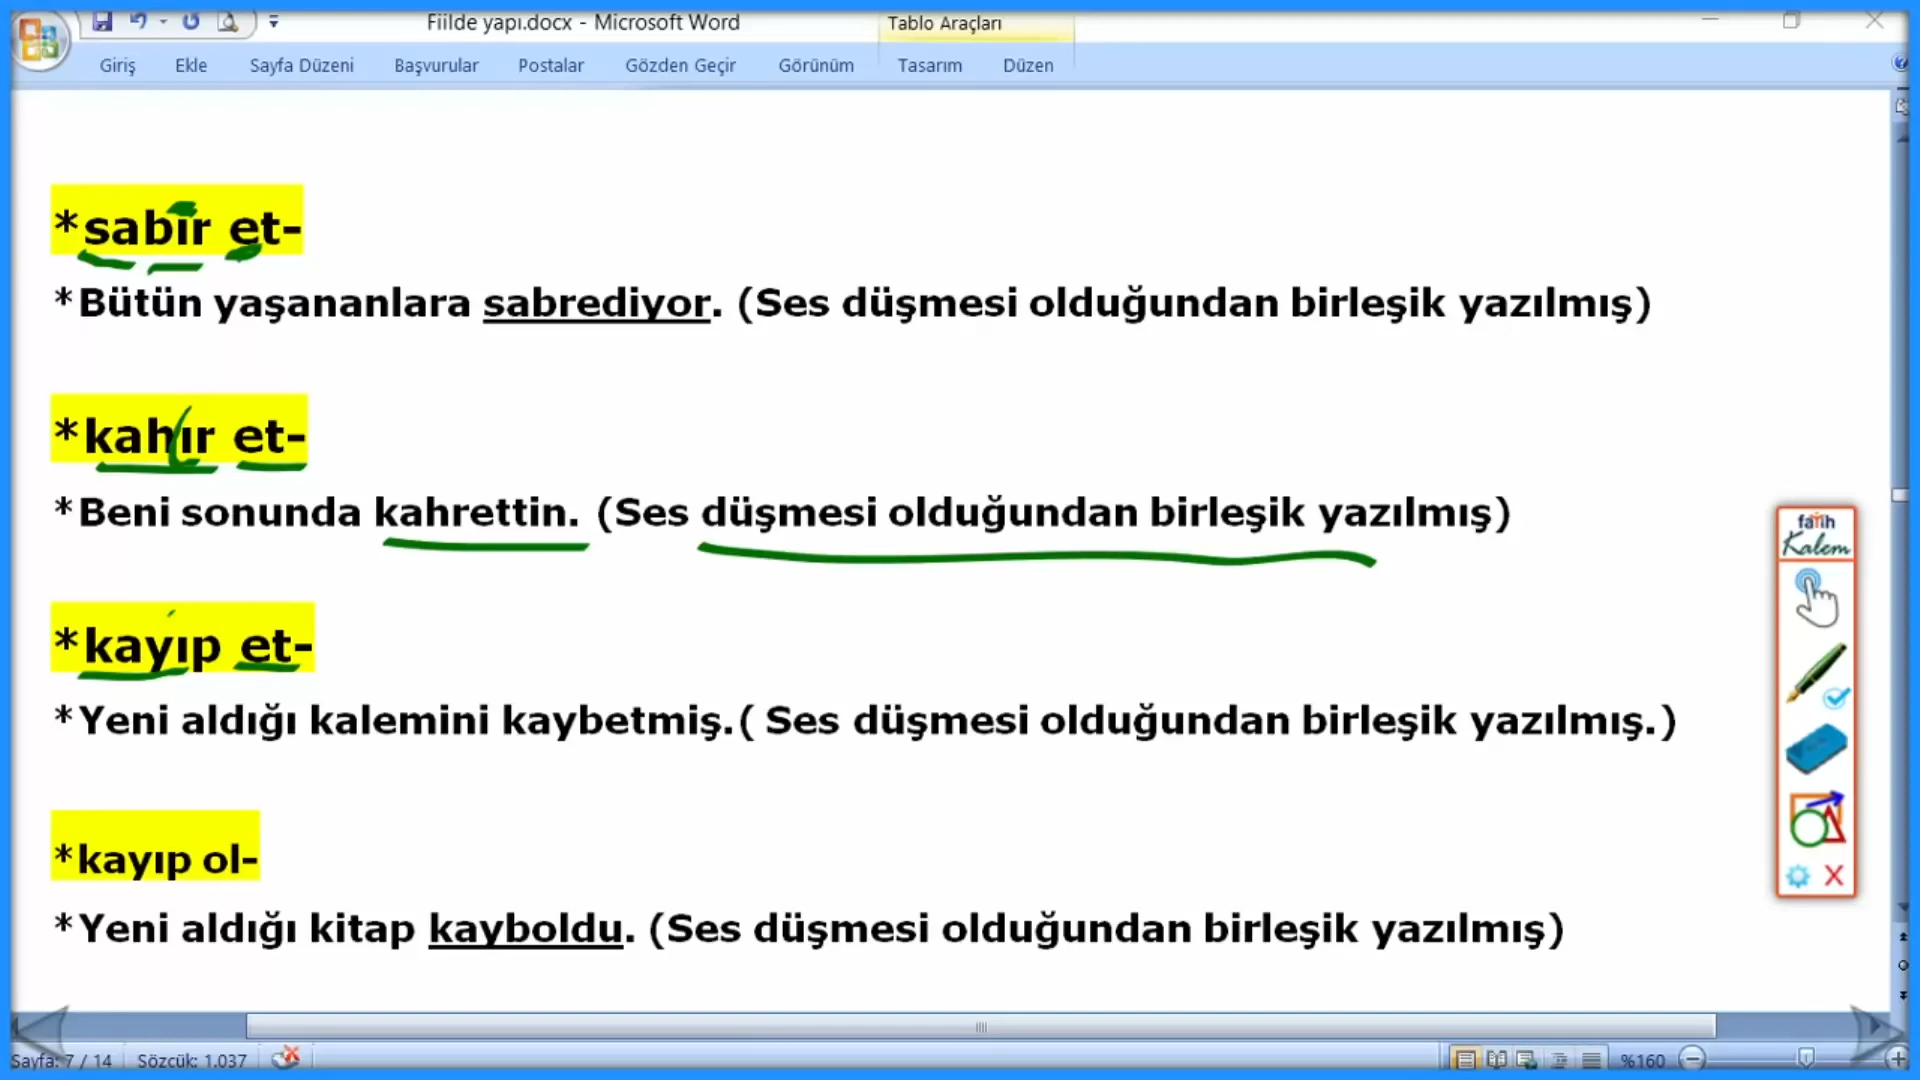 Fiilde yapı.docx - Microsoft Word
Tablo Araçları
Giriş Ekle Sayfa Düzeni Başvurular Postalar Gözden Geçir Görünüm Tasarım Düzen
*sabır et-
*Bütün yaşananlara sabrediyor. (Ses düşmesi olduğundan birleşik yazılmış)
*kahır et-
*Beni sonunda kahrettin. (Ses düşmesi olduğundan birleşik yazılmış)
fatih
Kalem
*kayıp et-
*Yeni aldığı kalemini kaybetmiş.( Ses düşmesi olduğundan birleşik yazılmış.)
*kayıp ol-
*Yeni aldığı kitap kayboldu. (Ses düşmesi olduğundan birleşik yazılmış)
Sayfa: 7 / 14 Sözcük: 1.037 %160